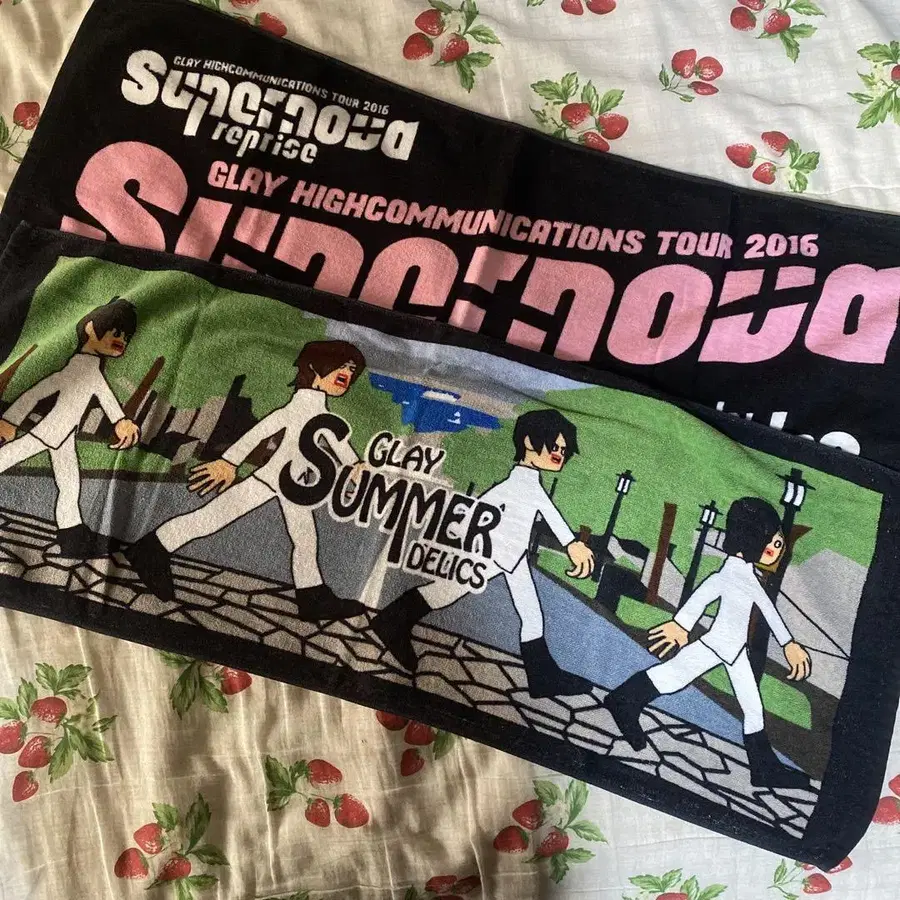 GLAY HIGHCOMMUNICATIONS TOUR 2016
Supernova
reprise
GLAY HIGHCOMMUNICATIONS TOUR 2016
Supernova
GLAY
SUMMER
DELICS